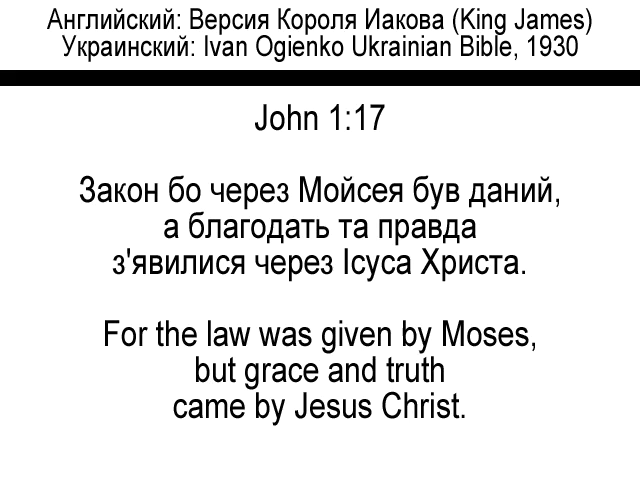 Английский: Версия Короля Иакова (King James)
Украинский: Ivan Ogienko Ukrainian Bible, 1930
John 1:17
Закон бо через Мойсея був даний,
а благодать та правда
з'явилися через Ісуса Христа.
For the law was given by Moses,
but grace and truth
came by Jesus Christ.